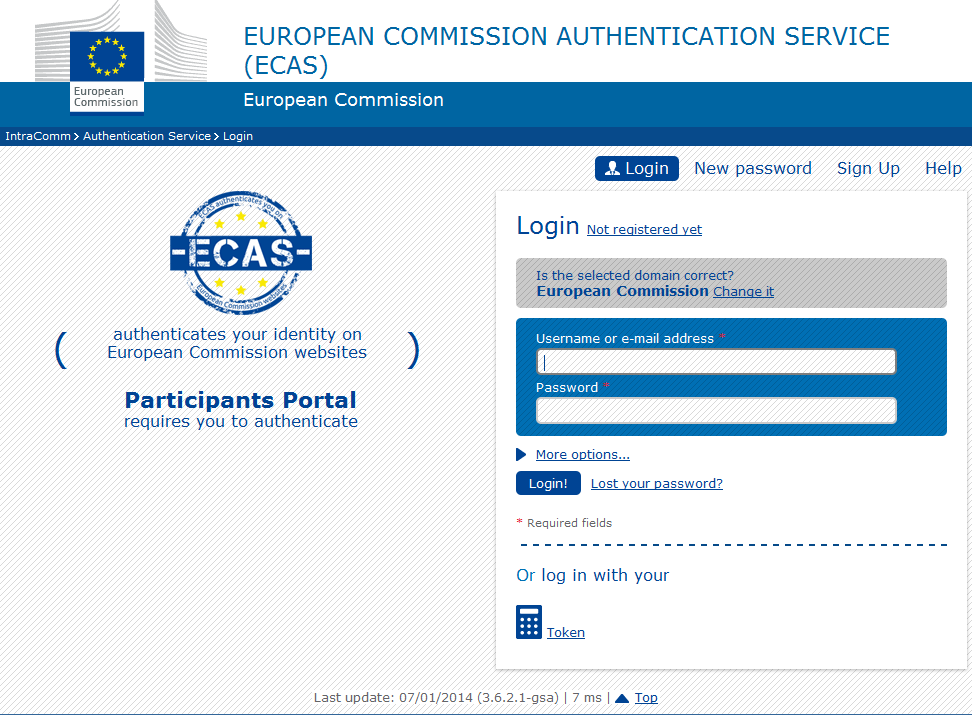 EUROPEAN COMMISSION AUTHENTICATION SERVICE
(ECAS)
European
Commission
European Commission
IntraComm > Authentication Service > Login
Login New password Sign Up Help
ECAS authenticates you on
-ECAS-
European Commission websites
authenticates your identity on
European Commission websites
Participants Portal
requires you to authenticate
Login Not registered yet
Is the selected domain correct?
European Commission Change it
Username or e-mail address *
Password *
More options...
Login! Lost your password?
* Required fields
Or log in with your
Token
Last update: 07/01/2014 (3.6.2.1-gsa) | 7 ms | Top